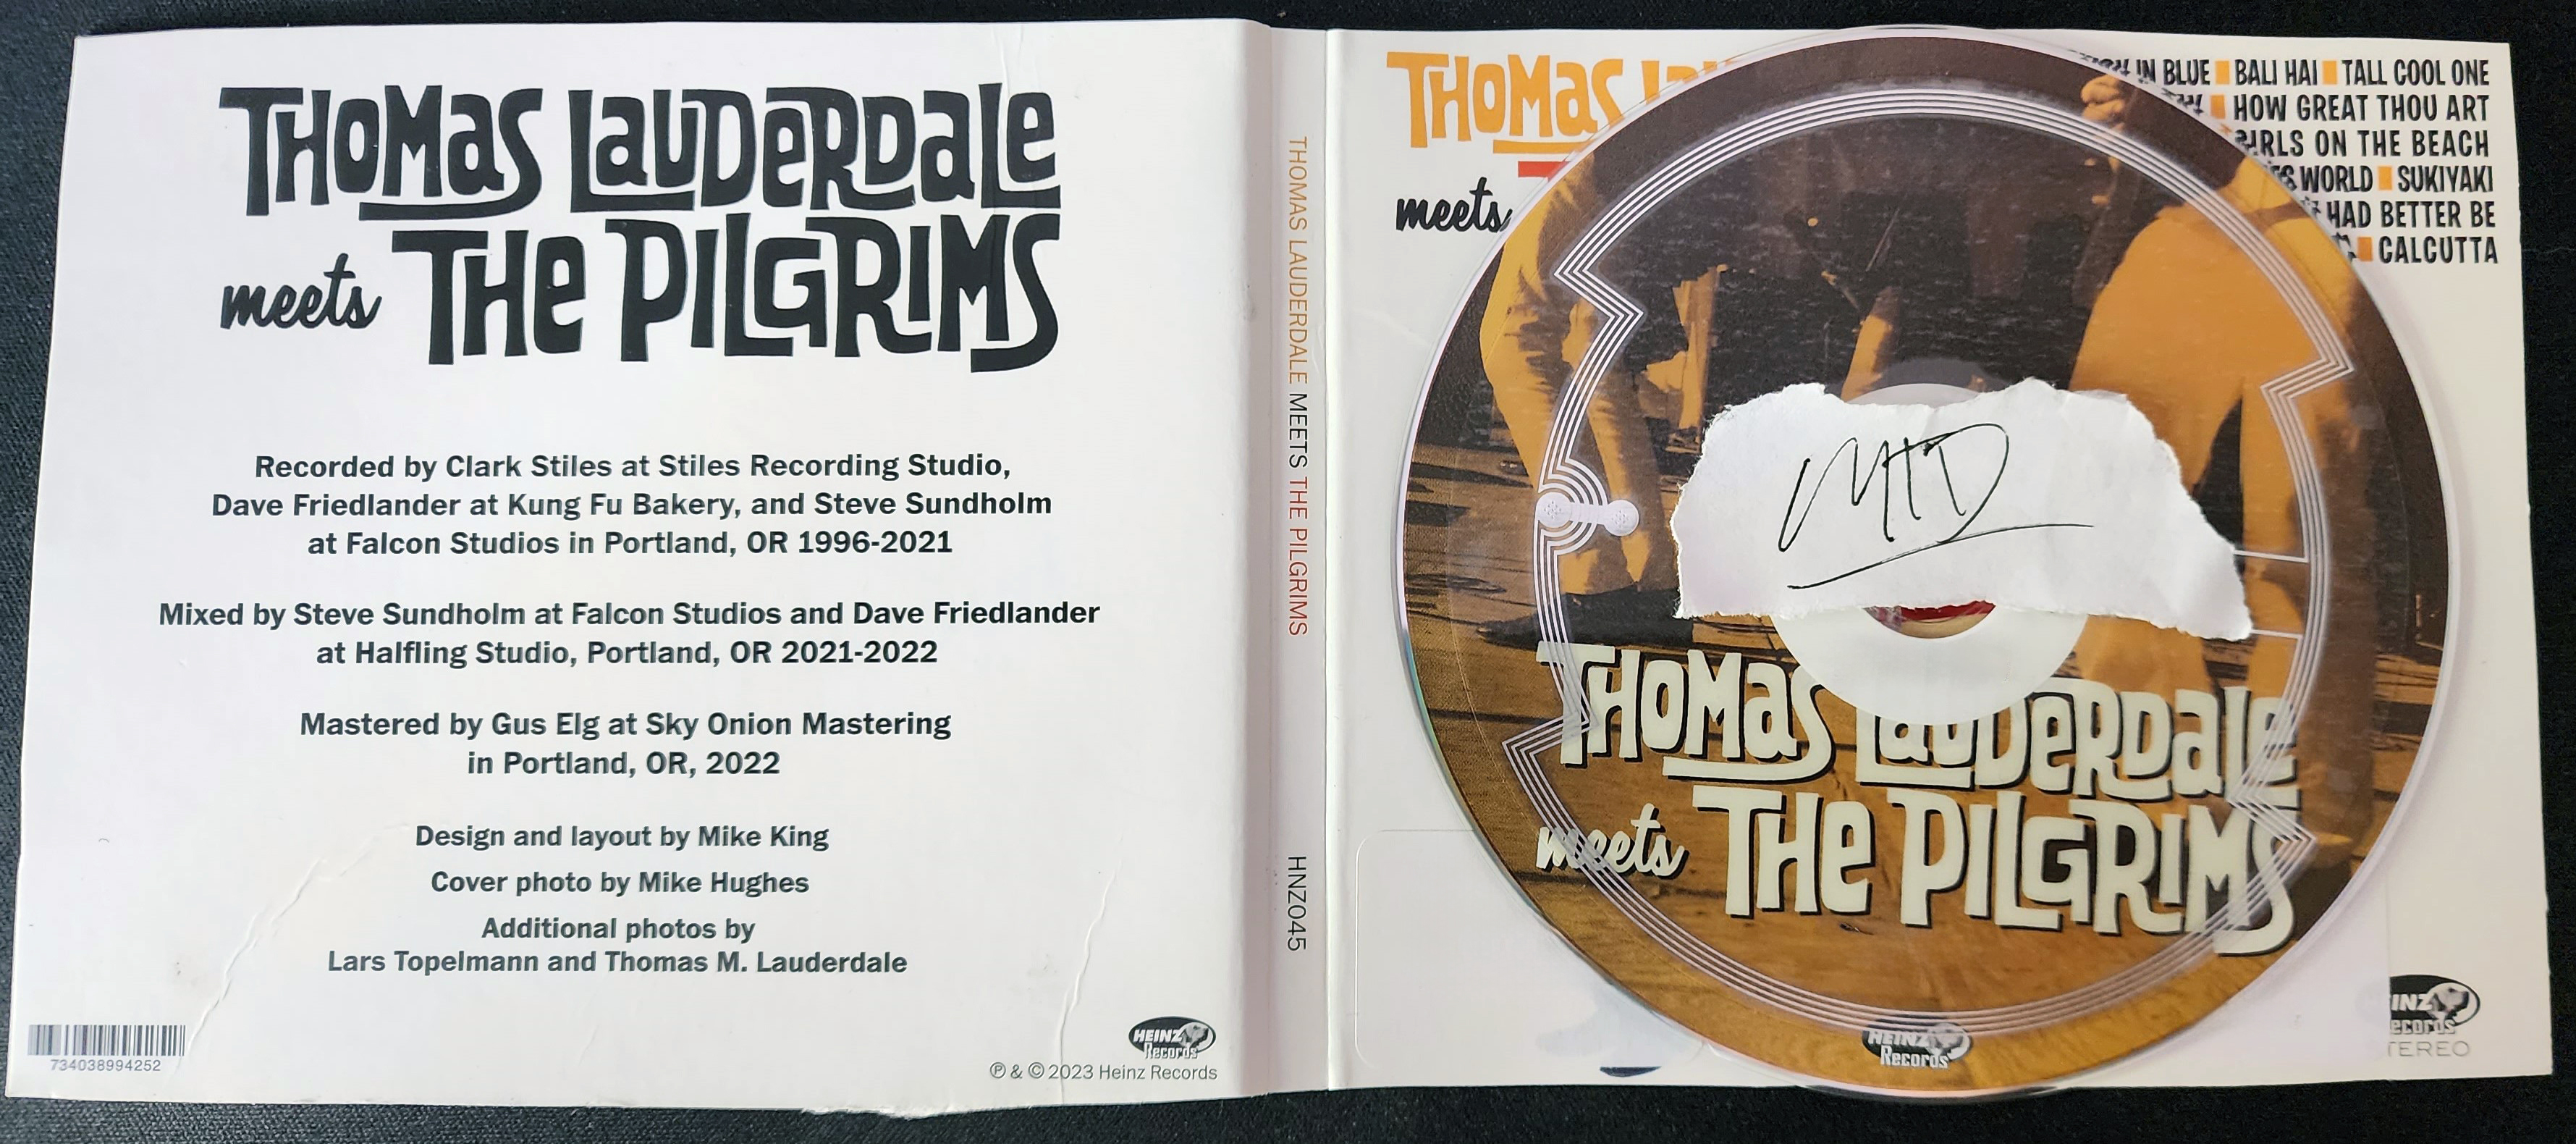 THOMAS LAUDERDALE
meets THE PILGRIMS
Recorded by Clark Stiles at Stiles Recording Studio,
Dave Friedlander at Kung Fu Bakery, and Steve Sundholm
at Falcon Studios in Portland, OR 1996-2021
Mixed by Steve Sundholm at Falcon Studios and Dave Friedlander
at Halfling Studio, Portland, OR 2021-2022
Mastered by Gus Elg at Sky Onion Mastering
in Portland, OR, 2022
Design and layout by Mike King
Cover photo by Mike Hughes
Additional photos by
Lars Topelmann and Thomas M. Lauderdale
734038994252
HEINZ
Records
℗ & © 2023 Heinz Records
THOMAS LAUDERDALE MEETS THE PILGRIMS
HNZ045
THOMAS
meets
IN BLUE BALI HAI TALL COOL ONE
HOW GREAT THOU ART
ON THE BEACH
WORLD SUKIYAKI
HAD BETTER BE
CALCUTTA
THOMAS LAUDERDALE
meets THE PILGRIMS
HEINZ
Records